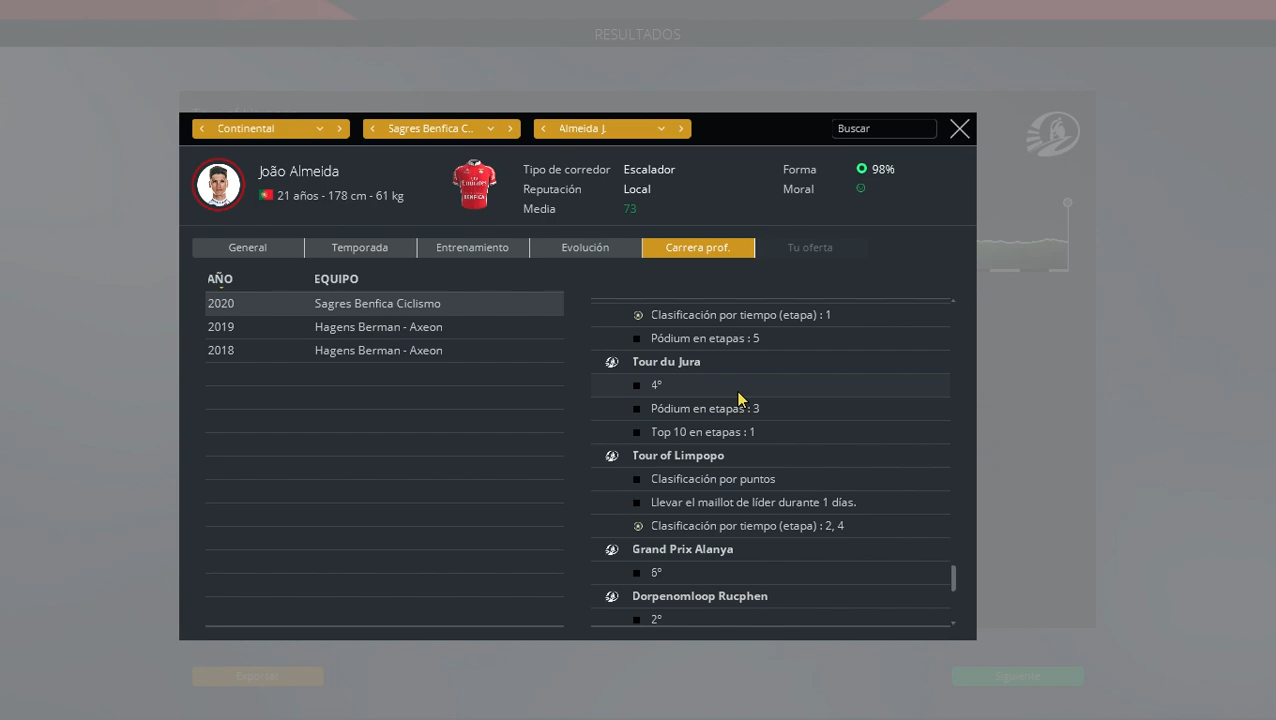 RESULTADOS
Continental
Sagres Benfica C..
Almeida J.
Buscar
João Almeida
21 años - 178 cm - 61 kg
Fly Emirates
BENFICA
Tipo de corredor Escalador
Reputación Local
Media 73
Forma 98%
Moral
General
Temporada
Entrenamiento
Evolución
Carrera prof.
Tu oferta
AÑO EQUIPO
2020 Sagres Benfica Ciclismo
2019 Hagens Berman - Axeon
2018 Hagens Berman - Axeon
Clasificación por tiempo (etapa) : 1
Pódium en etapas : 5
Tour du Jura
4º
Pódium en etapas : 3
Top 10 en etapas : 1
Tour of Limpopo
Clasificación por puntos
Llevar el maillot de líder durante 1 días.
Clasificación por tiempo (etapa) : 2, 4
Grand Prix Alanya
6º
Dorpenomloop Rucphen
2º
Exportar
Siguiente